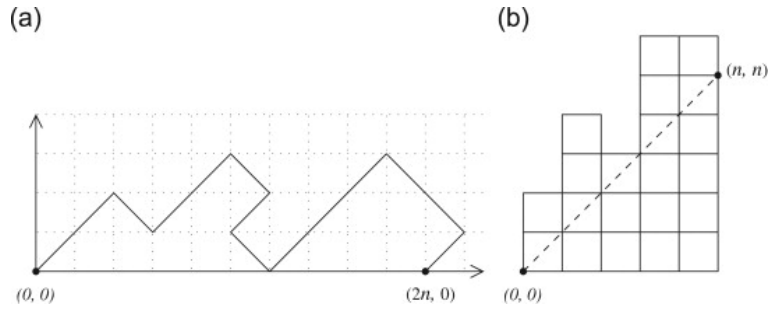 (a)
(b)
(n, n)
(0, 0)
(2n, 0)
(0, 0)